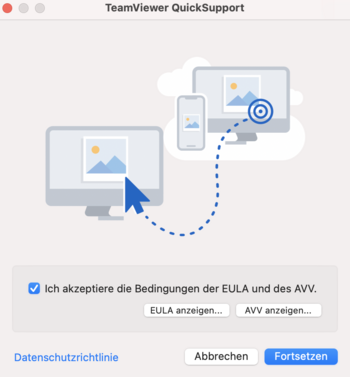 TeamViewer QuickSupport
Ich akzeptiere die Bedingungen der EULA und des AVV.
EULA anzeigen... AVV anzeigen...
Datenschutzrichtlinie Abbrechen Fortsetzen